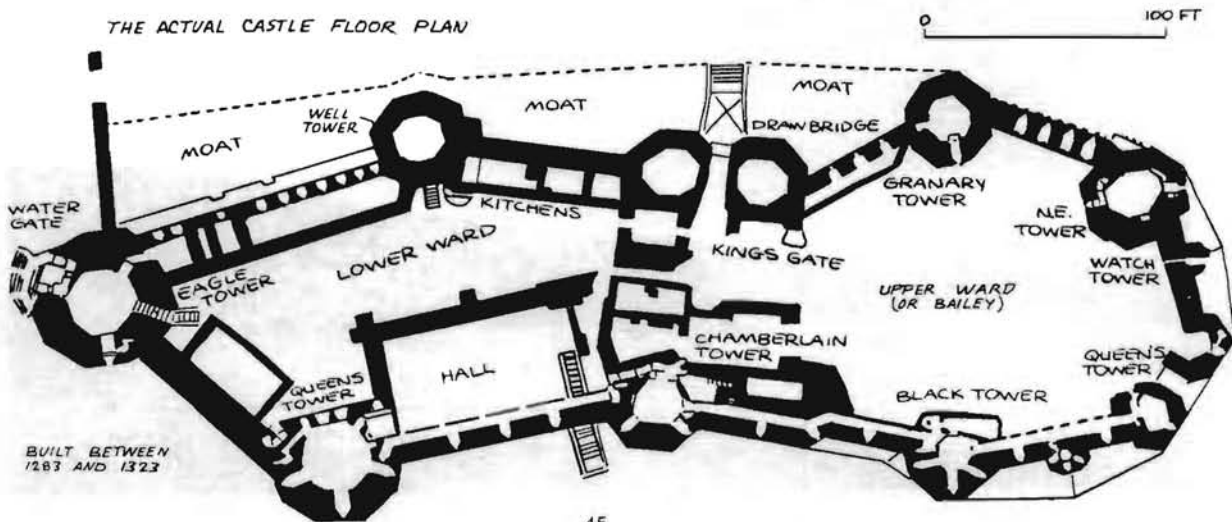 THE ACTUAL CASTLE FLOOR PLAN
0
100 FT
MOAT
MOAT
MOAT
WELL
TOWER
DRAWBRIDGE
WATER
GATE
EAGLE
TOWER
LOWER WARD
KITCHENS
KINGS GATE
GRANARY
TOWER
N.E.
TOWER
WATCH
TOWER
UPPER WARD
(OR BAILEY)
QUEENS
TOWER
HALL
CHAMBERLAIN
TOWER
BLACK TOWER
QUEEN'S
TOWER
BUILT BETWEEN
1283 AND 1323